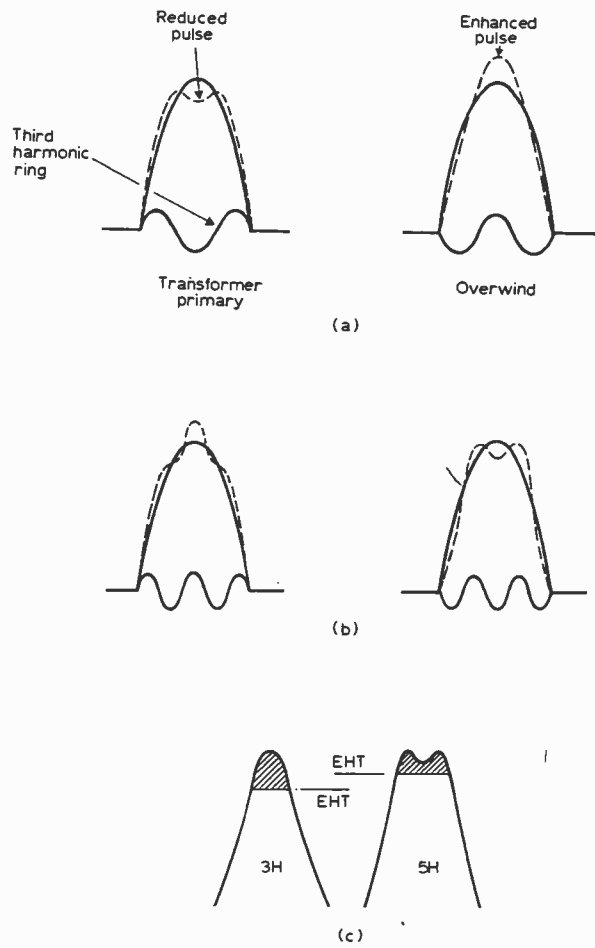 Reduced
pulse
Enhanced
pulse
Third
harmonic
ring
Transformer
primary
Overwind
(a)
(b)
EHT
EHT
3H
5H
(c)